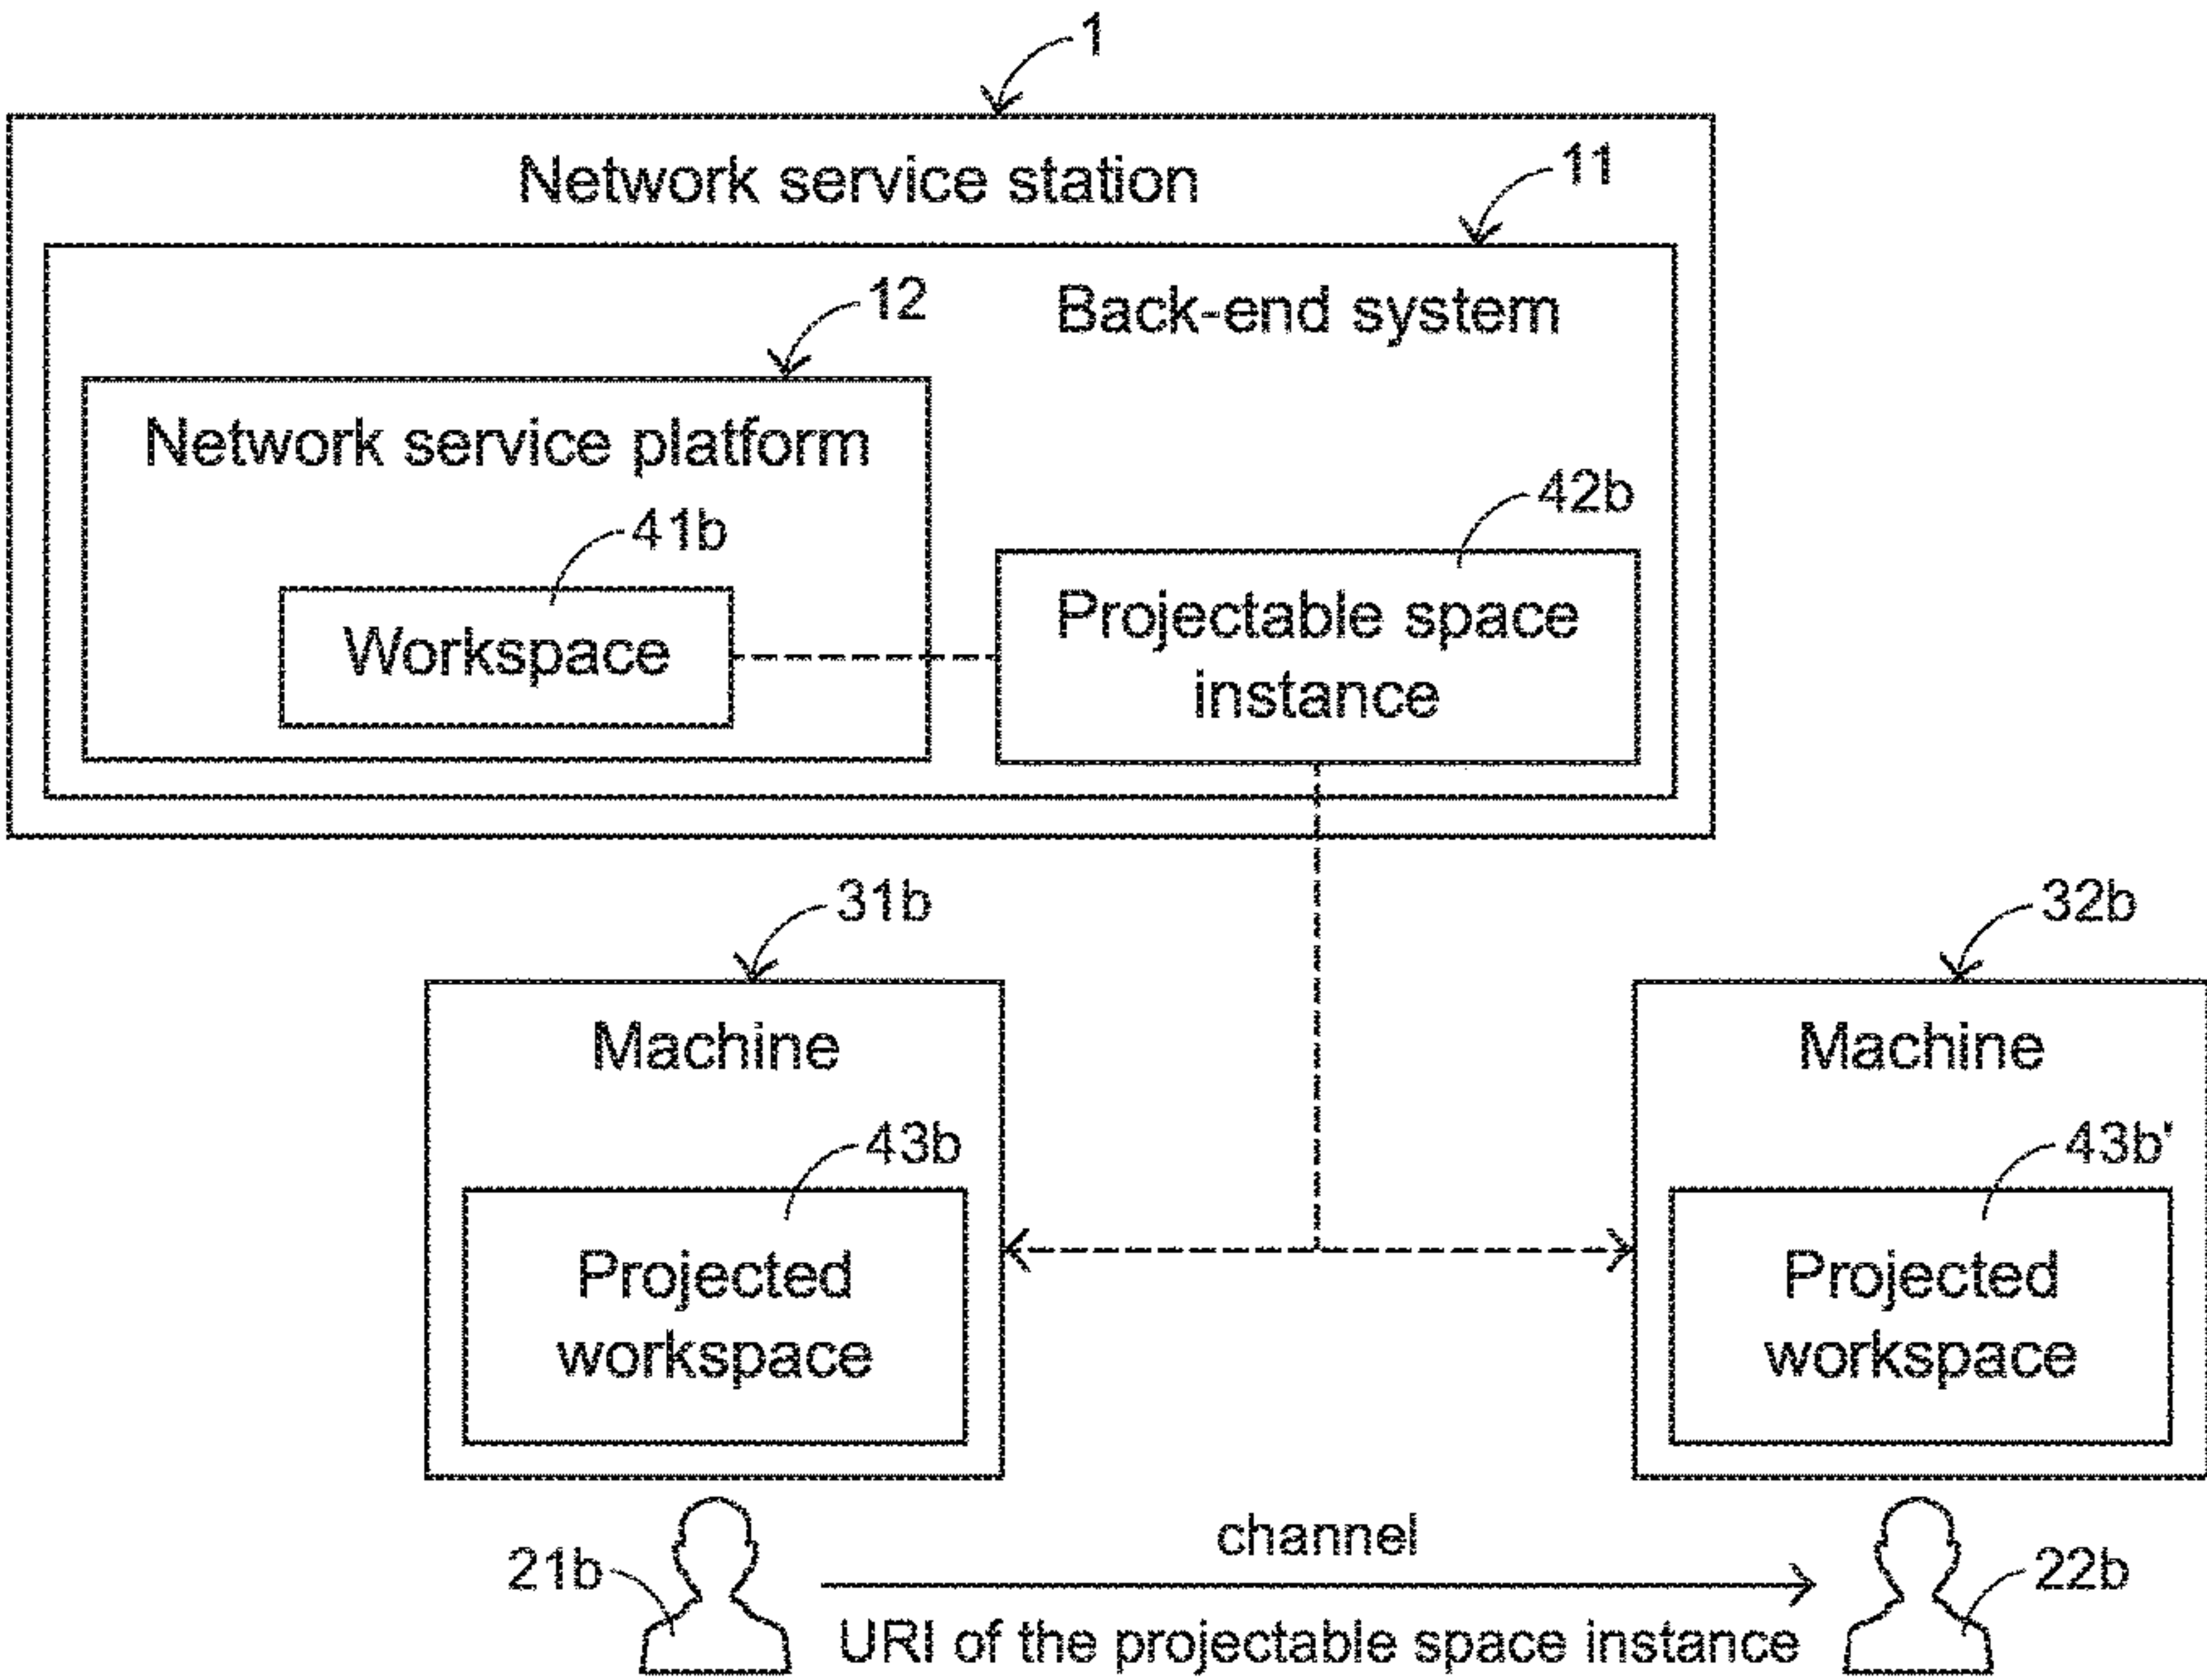 1
Network service station
11
12
Back-end system
Network service platform
42b
41b
Projectable space
instance
Workspace
31b
32b
Machine
Machine
43b
43b'
Projected
workspace
Projected
workspace
channel
21b
22b
URI of the projectable space instance